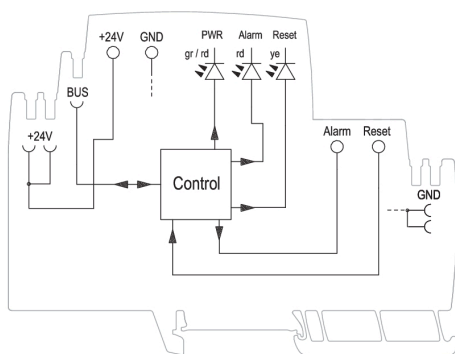 +24V GND PWR Alarm Reset
gr / rd rd ye
BUS
+24V
Alarm Reset
Control
GND